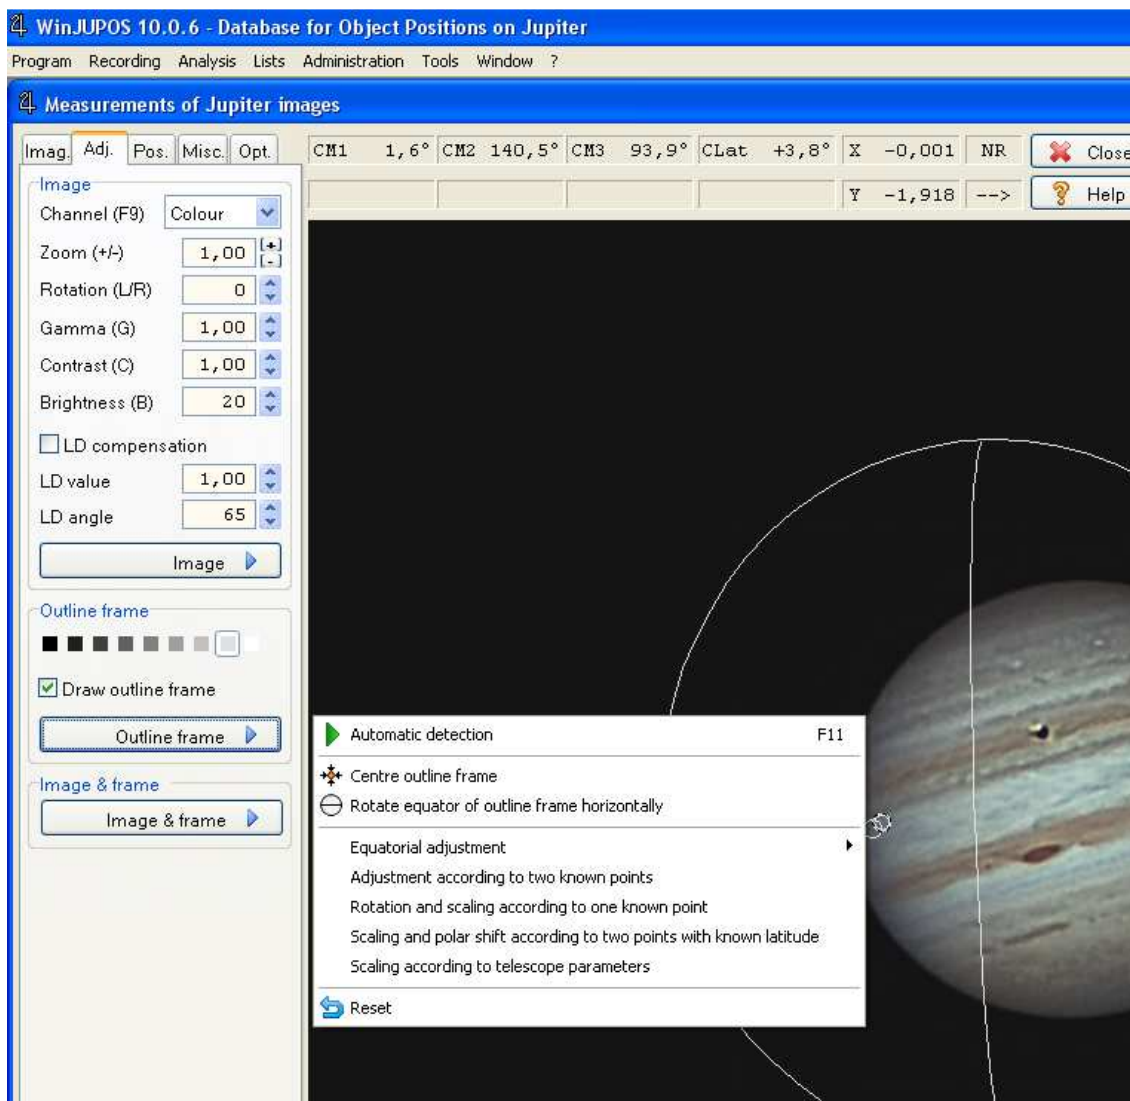 WinJUPOS 10.0.6 - Database for Object Positions on Jupiter
Program Recording Analysis Lists Administration Tools Window ?
Measurements of Jupiter images
Imag. Adj. Pos. Misc. Opt.
CM1 1,6° CM2 140,5° CM3 93,9° CLat +3,8° X -0,001 NR Close
Y -1,918 --> Help
Image
Channel (F9) Colour
Zoom (+/-) 1,00 [+] [-]
Rotation (L/R) 0
Gamma (G) 1,00
Contrast (C) 1,00
Brightness (B) 20
LD compensation
LD value 1,00
LD angle 65
Image
Outline frame
Draw outline frame
Outline frame
Image & frame
Image & frame
Automatic detection F11
Centre outline frame
Rotate equator of outline frame horizontally
Equatorial adjustment
Adjustment according to two known points
Rotation and scaling according to one known point
Scaling and polar shift according to two points with known latitude
Scaling according to telescope parameters
Reset